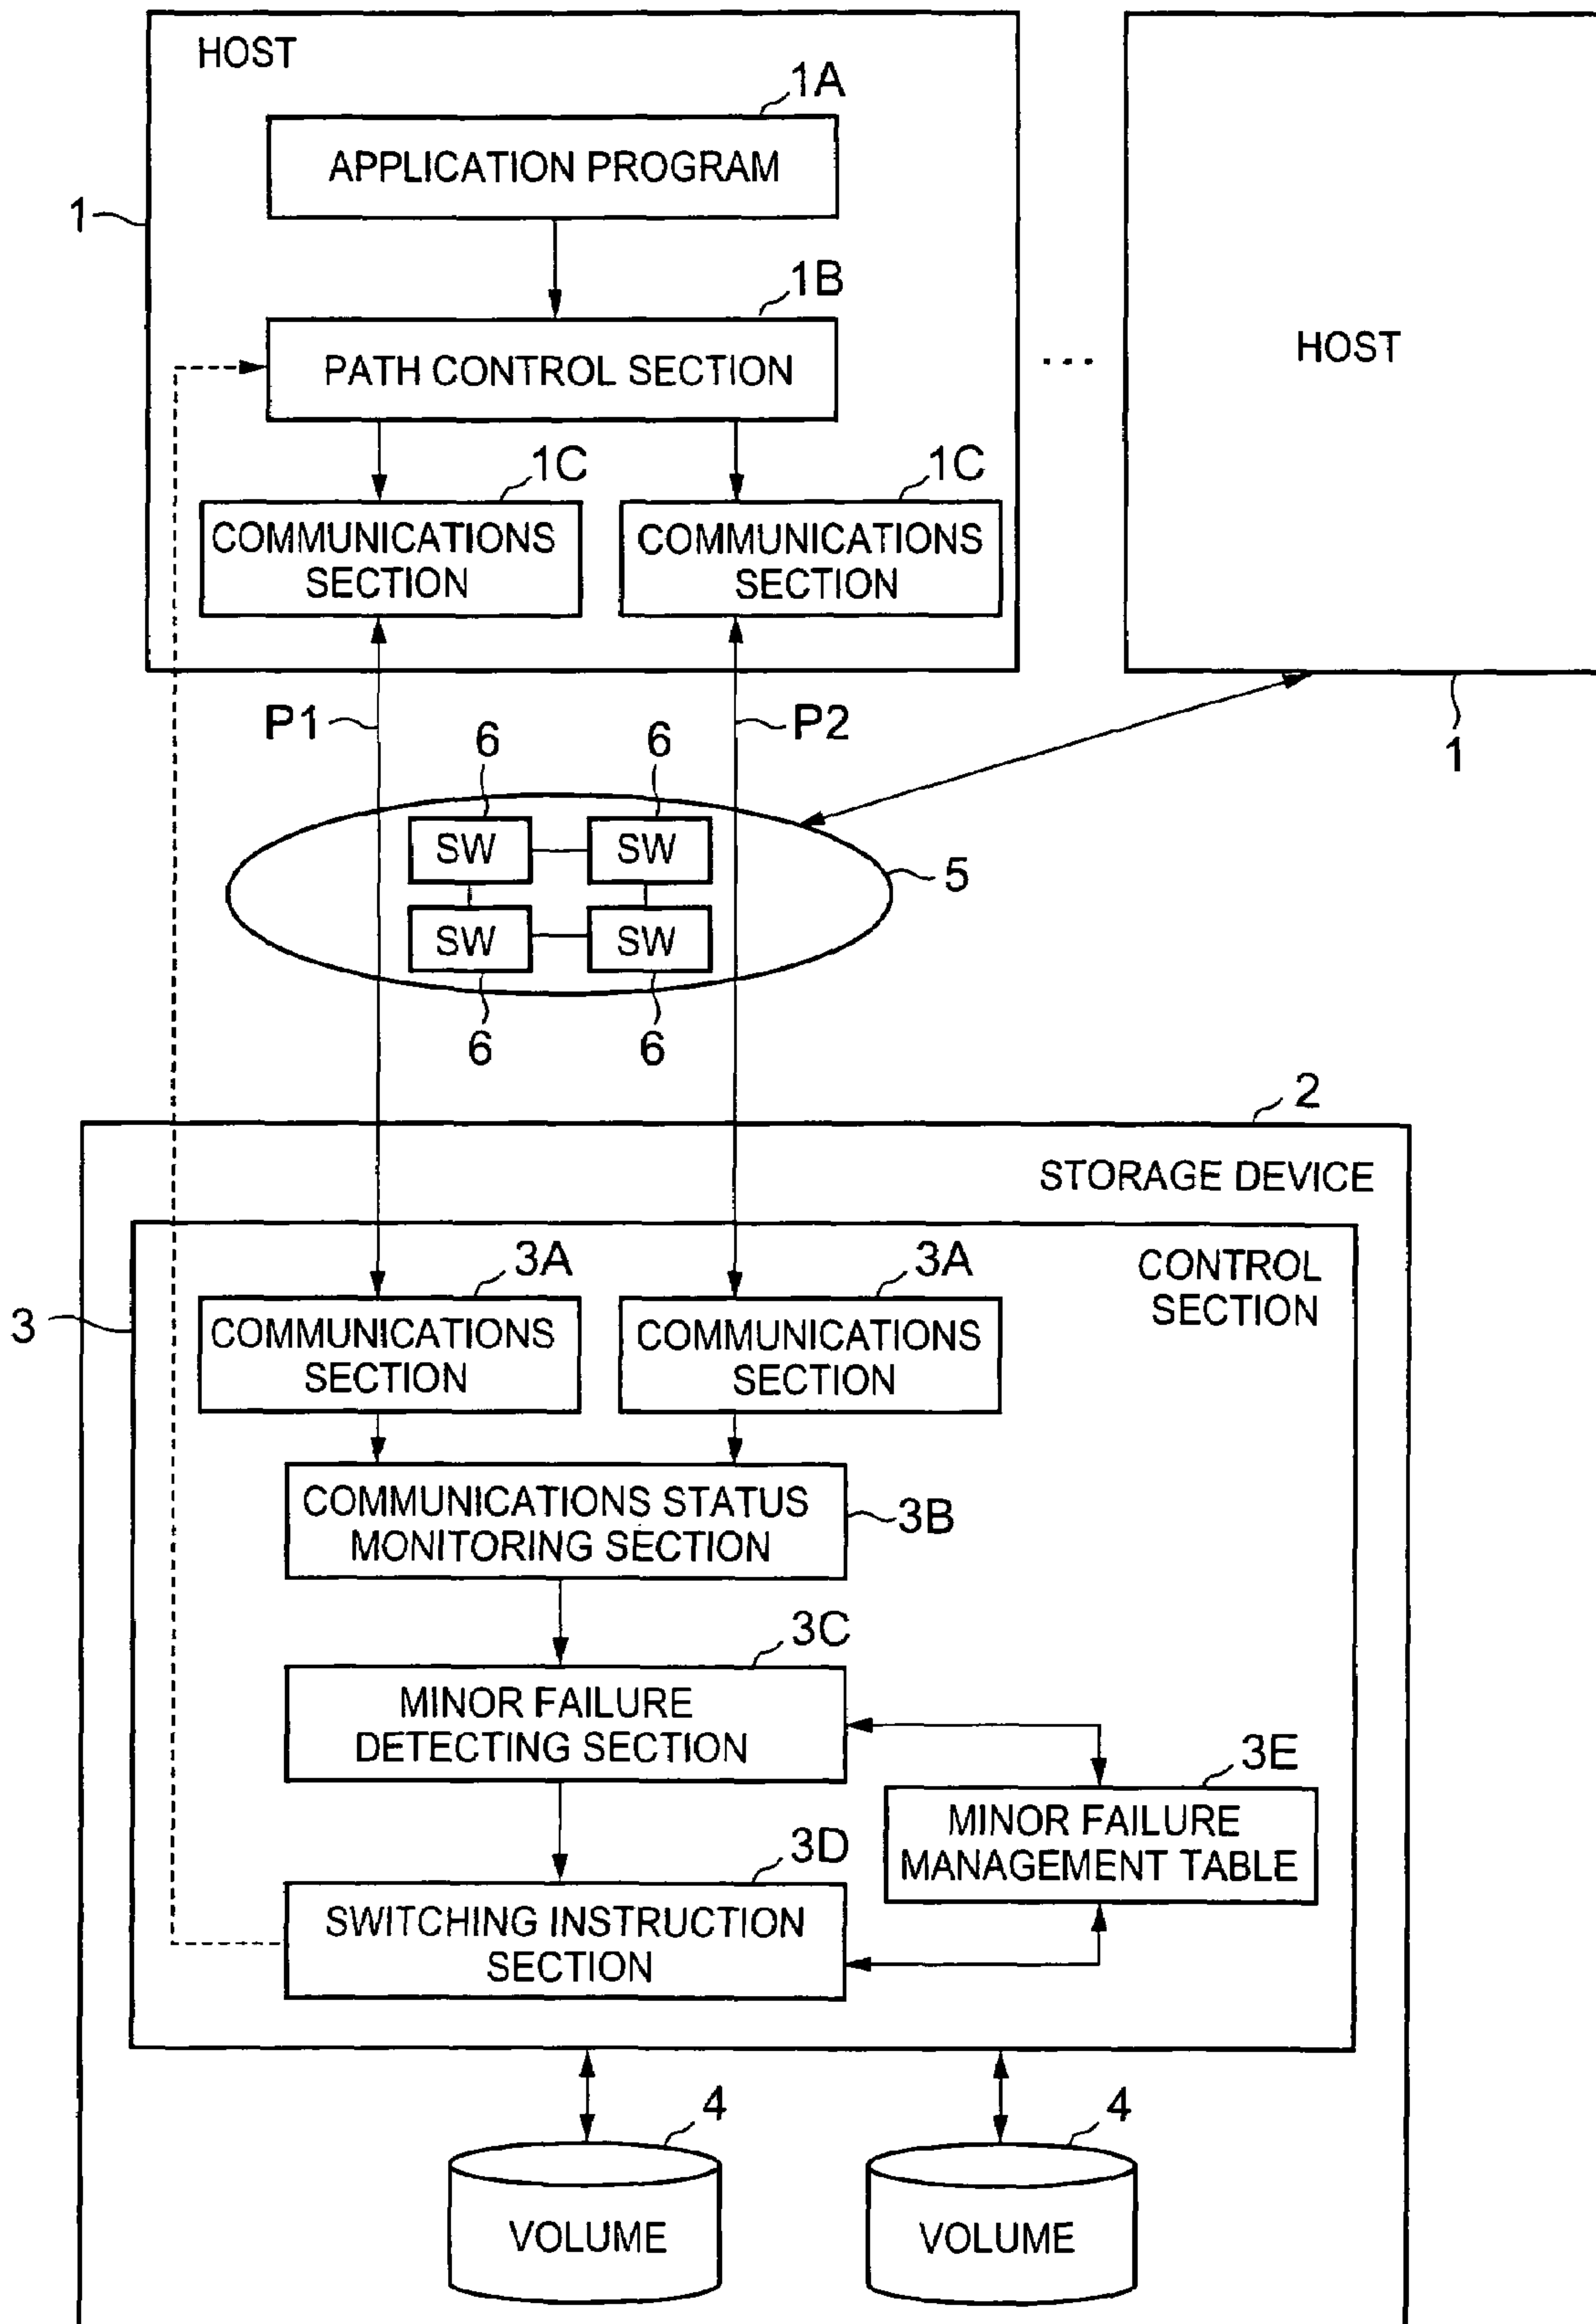 HOST
1A
APPLICATION PROGRAM
1
1B
PATH CONTROL SECTION
...
HOST
1C
1C
COMMUNICATIONS
SECTION
COMMUNICATIONS
SECTION
P1
P2
1
6
6
SW
SW
5
SW
SW
6
6
2
STORAGE DEVICE
CONTROL
SECTION
3A
3A
3
COMMUNICATIONS
SECTION
COMMUNICATIONS
SECTION
COMMUNICATIONS STATUS
MONITORING SECTION
3B
3C
MINOR FAILURE
DETECTING SECTION
3E
MINOR FAILURE
MANAGEMENT TABLE
3D
SWITCHING INSTRUCTION
SECTION
4
4
VOLUME
VOLUME